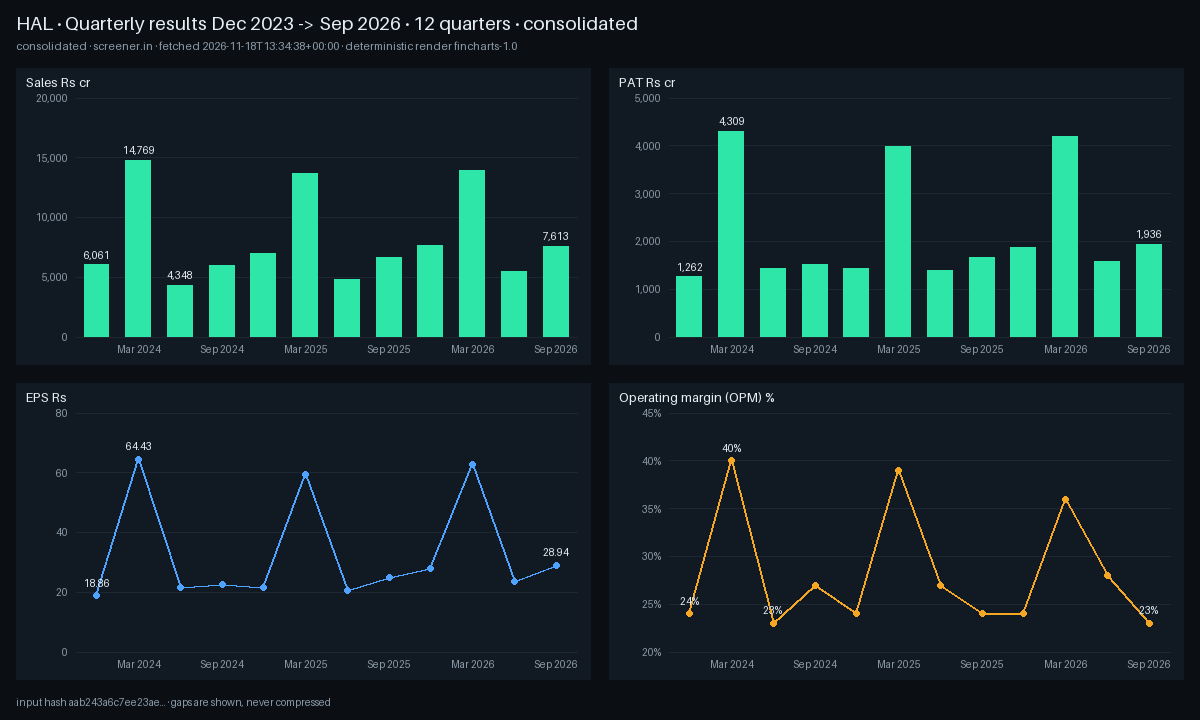 HAL · Quarterly results Dec 2023 -> Sep 2026 · 12 quarters · consolidated
consolidated · screener.in · fetched 2026-11-18T13:34:38+00:00 · deterministic render fincharts-1.0
Sales Rs cr
20,000
15,000
10,000
5,000
0
6,061
14,769
4,348
7,613
Mar 2024
Sep 2024
Mar 2025
Sep 2025
Mar 2026
Sep 2026
PAT Rs cr
5,000
4,000
3,000
2,000
1,000
0
1,262
4,309
1,936
Mar 2024
Sep 2024
Mar 2025
Sep 2025
Mar 2026
Sep 2026
EPS Rs
80
60
40
20
0
18.86
64.43
28.94
Mar 2024
Sep 2024
Mar 2025
Sep 2025
Mar 2026
Sep 2026
Operating margin (OPM) %
45%
40%
35%
30%
25%
20%
24%
40%
23%
23%
Mar 2024
Sep 2024
Mar 2025
Sep 2025
Mar 2026
Sep 2026
input hash aab243a6c7ee23ae… · gaps are shown, never compressed